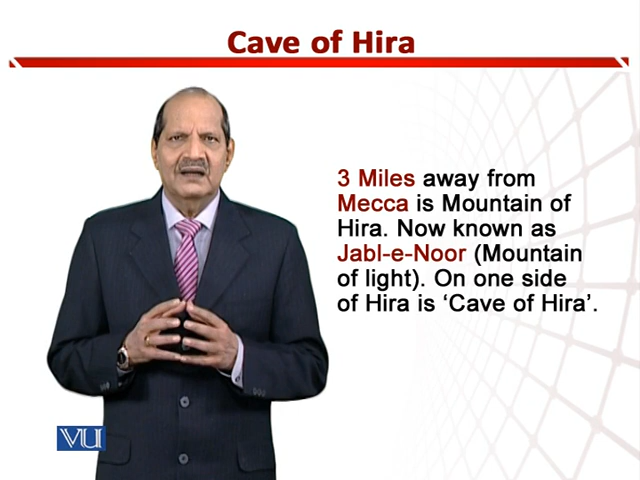 Cave of Hira
3 Miles away from
Mecca is Mountain of
Hira. Now known as
Jabl-e-Noor (Mountain
of light). On one side
of Hira is ‘Cave of Hira’.
VU